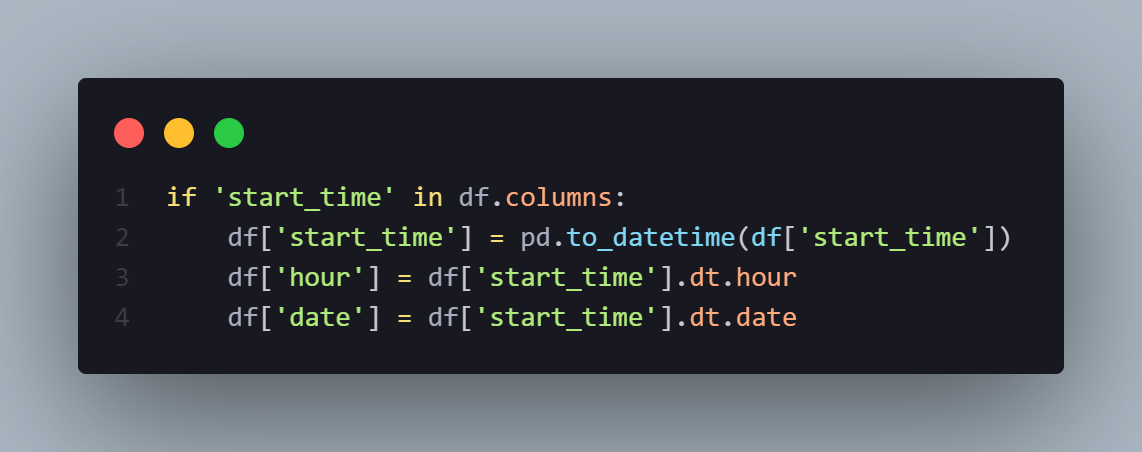 1 if 'start_time' in df.columns:
2     df['start_time'] = pd.to_datetime(df['start_time'])
3     df['hour'] = df['start_time'].dt.hour
4     df['date'] = df['start_time'].dt.date